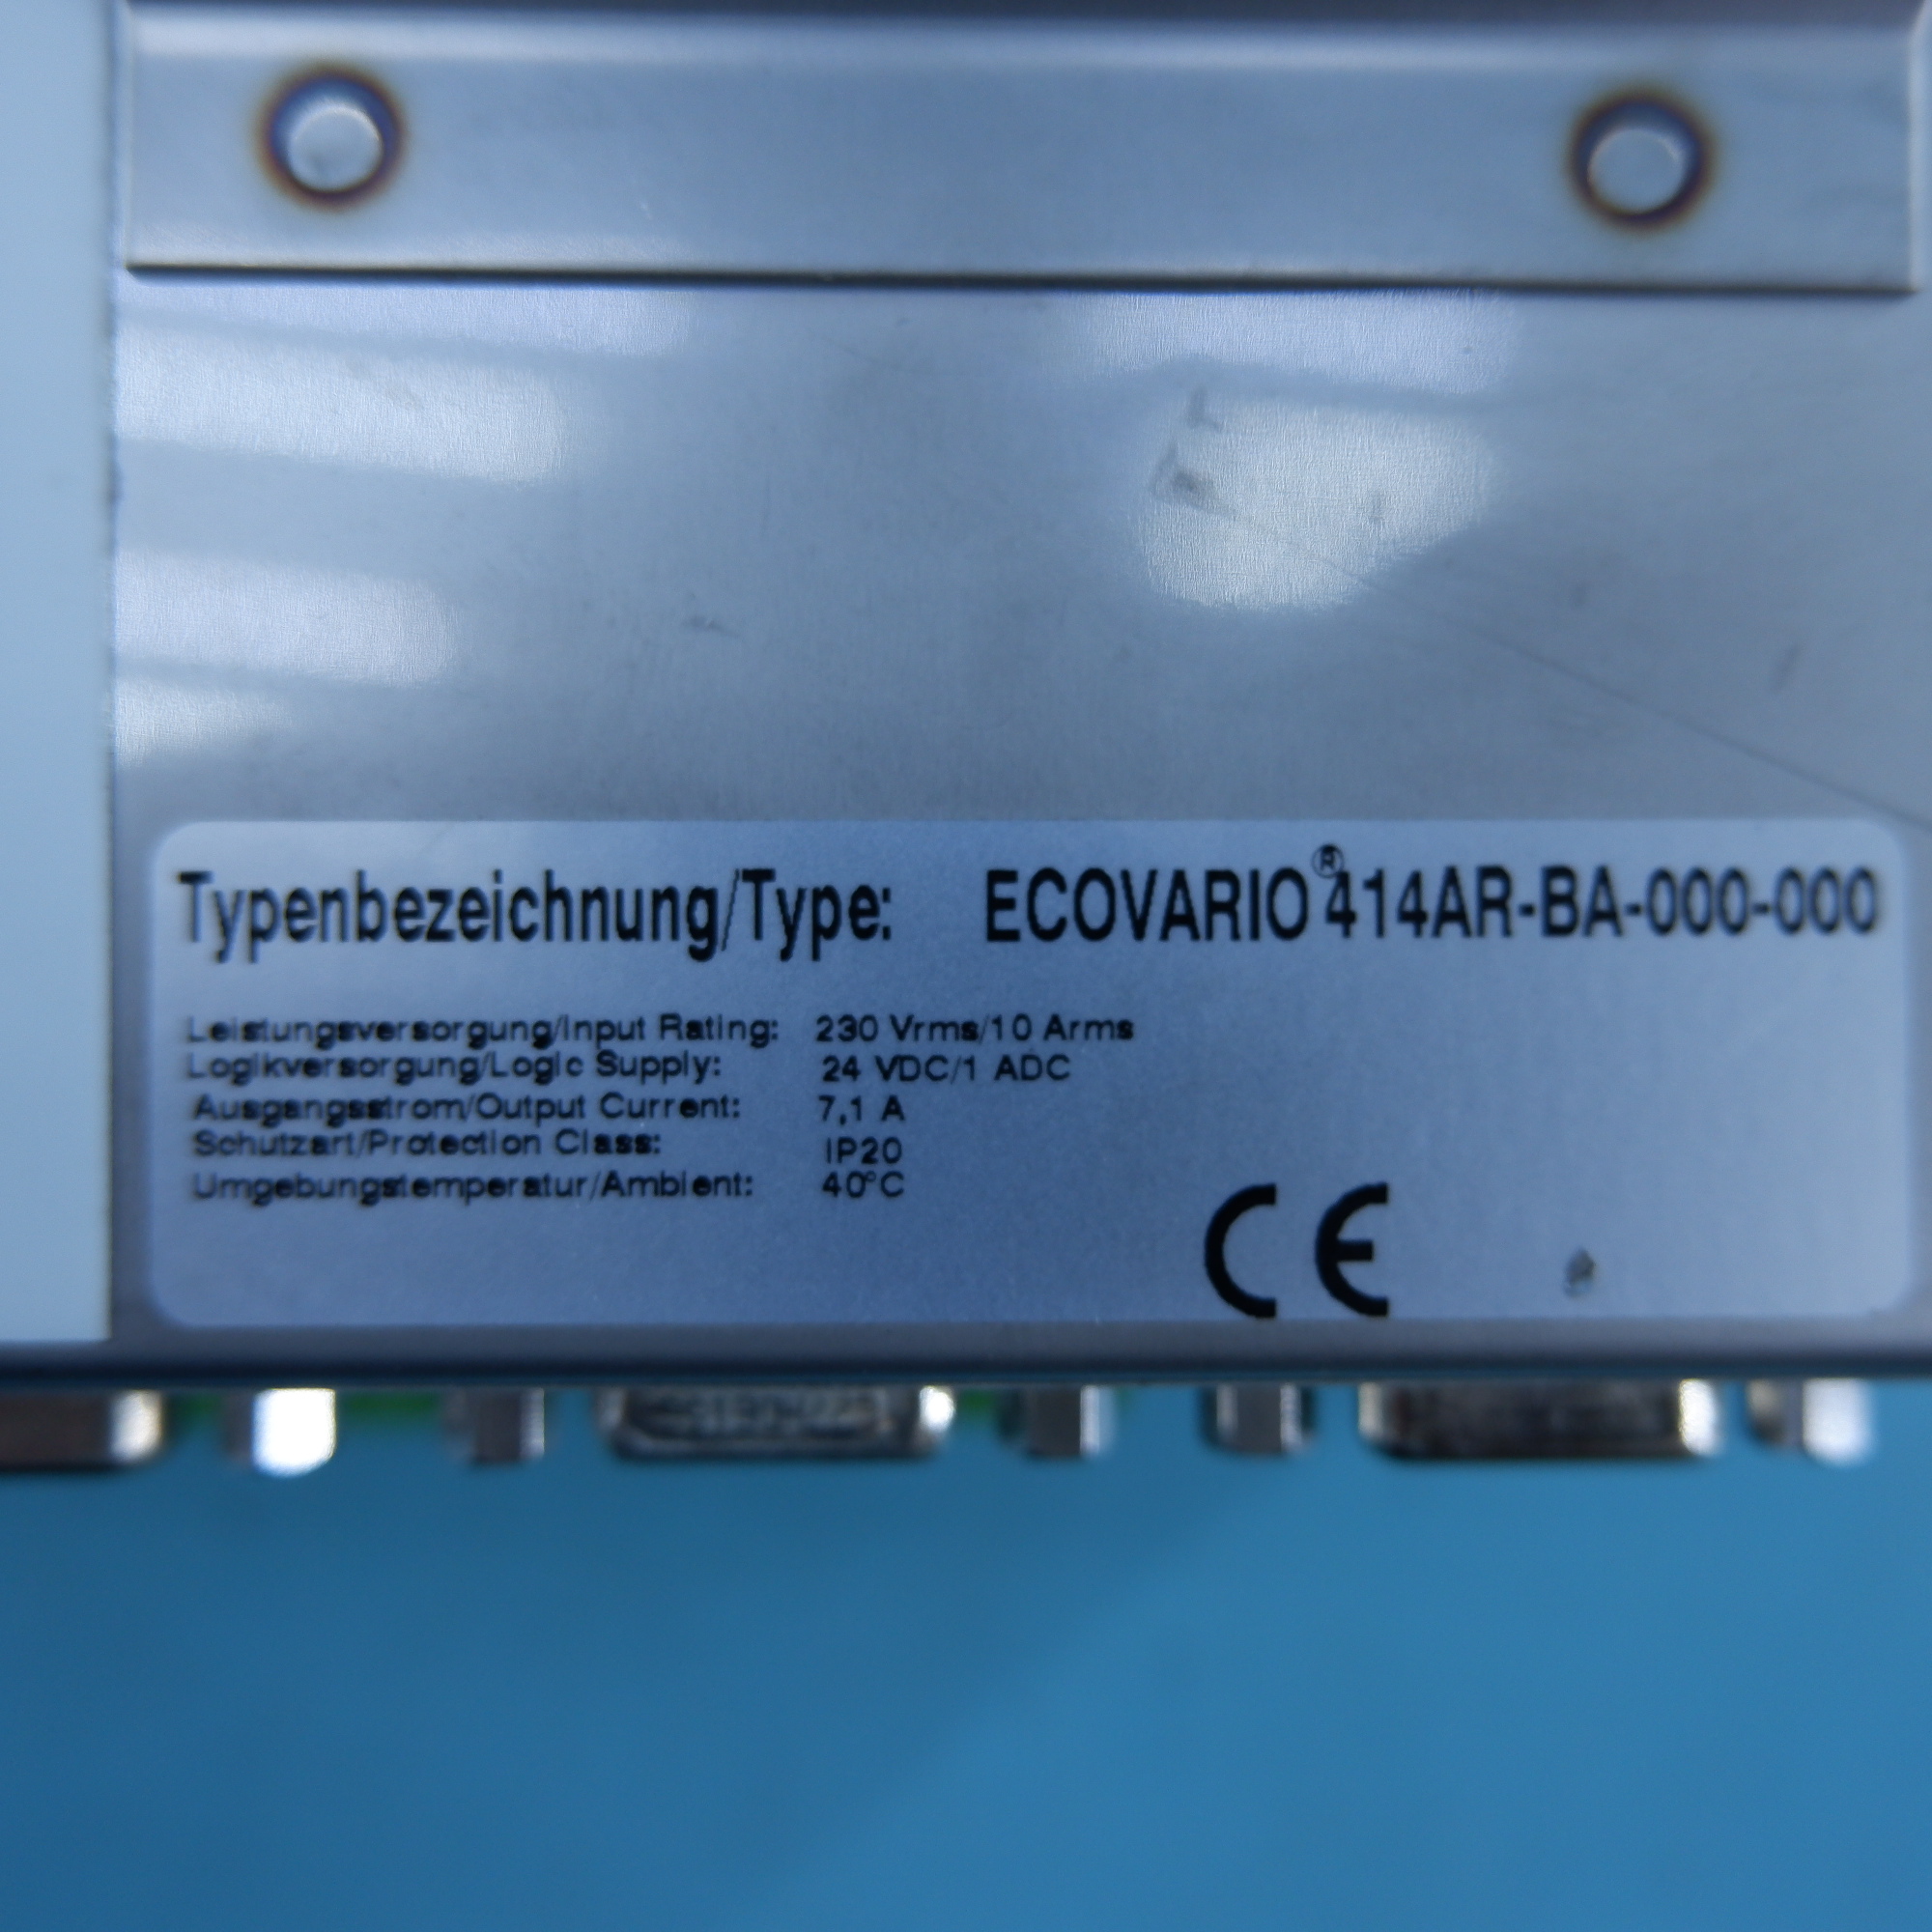 Typenbezeichnung/Type: ECOVARIO®414AR-BA-000-000
Leistungsversorgung/Input Rating: 230 Vrms/10 Arms
Logikversorgung/Logic Supply: 24 VDC/1 ADC
Ausgangsstrom/Output Current: 7,1 A
Schutzart/Protection Class: IP20
Umgebungstemperatur/Ambient: 40°C
CE